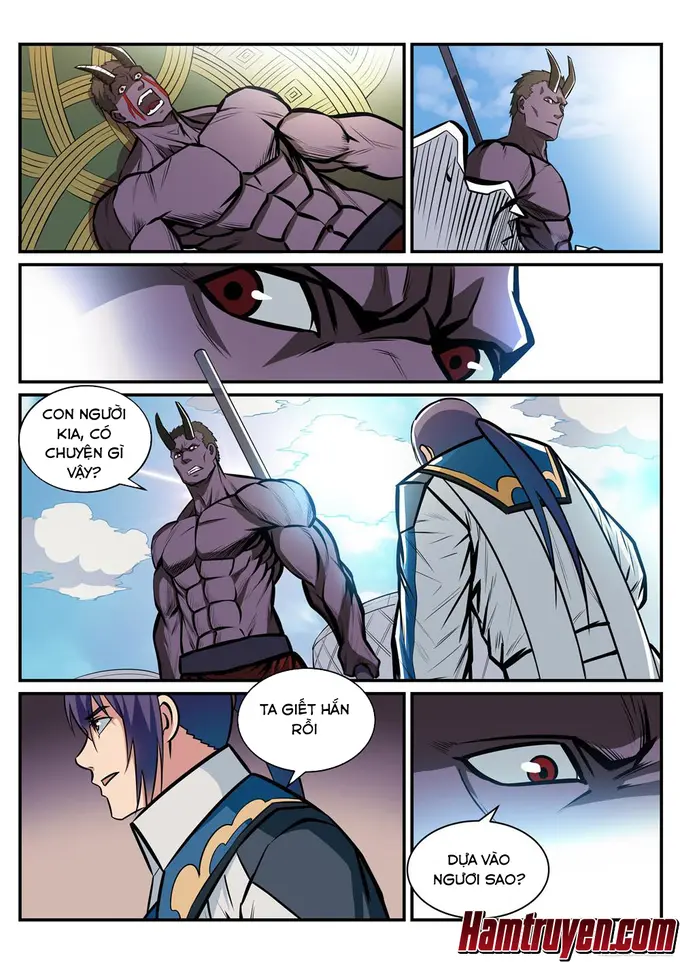 CON NGƯỜI
KIA, CÓ
CHUYỆN GÌ
VẬY?
TA GIẾT HẮN
RỒI
DỰA VÀO
NGƯƠI SAO?
Hamtruyen.com